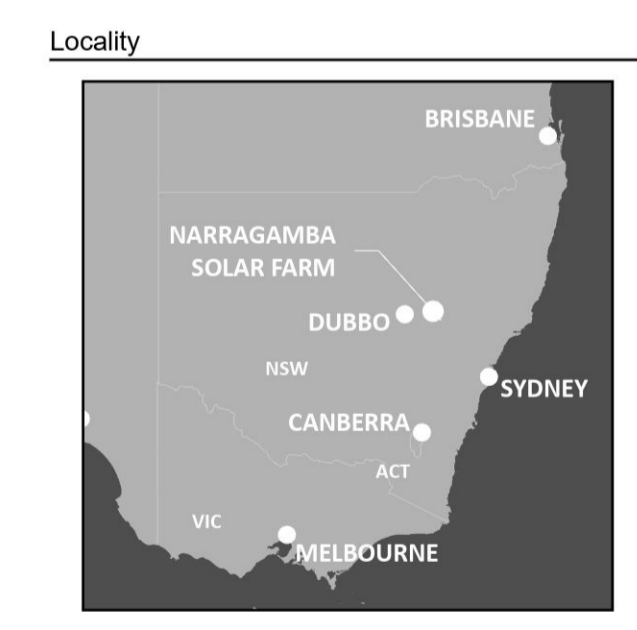 Locality
BRISBANE
NARRAGAMBA
SOLAR FARM
DUBBO
NSW
SYDNEY
CANBERRA
ACT
VIC
MELBOURNE